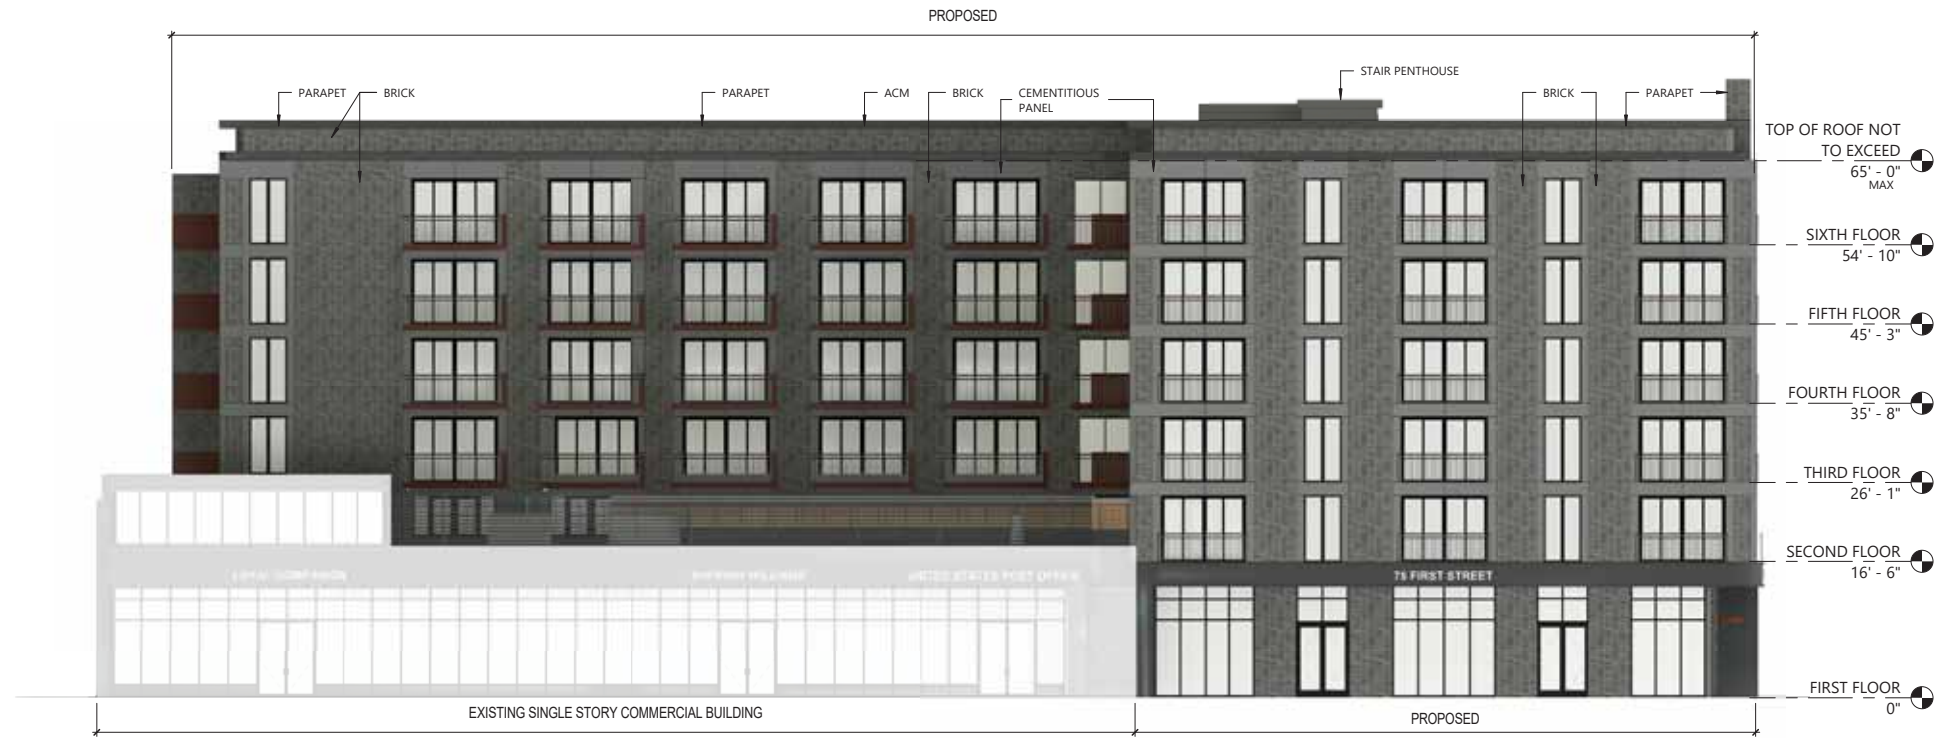 PROPOSED
STAIR PENTHOUSE
PARAPET
BRICK
PARAPET
ACM
BRICK
CEMENTITIOUS
PANEL
BRICK
PARAPET
TOP OF ROOF NOT
TO EXCEED
65' - 0"
MAX
SIXTH FLOOR
54' - 10"
FIFTH FLOOR
45' - 3"
FOURTH FLOOR
35' - 8"
THIRD FLOOR
26' - 1"
SECOND FLOOR
16' - 6"
UNITED STATES POST OFFICE
75 FIRST STREET
FIRST FLOOR
0"
EXISTING SINGLE STORY COMMERCIAL BUILDING
PROPOSED